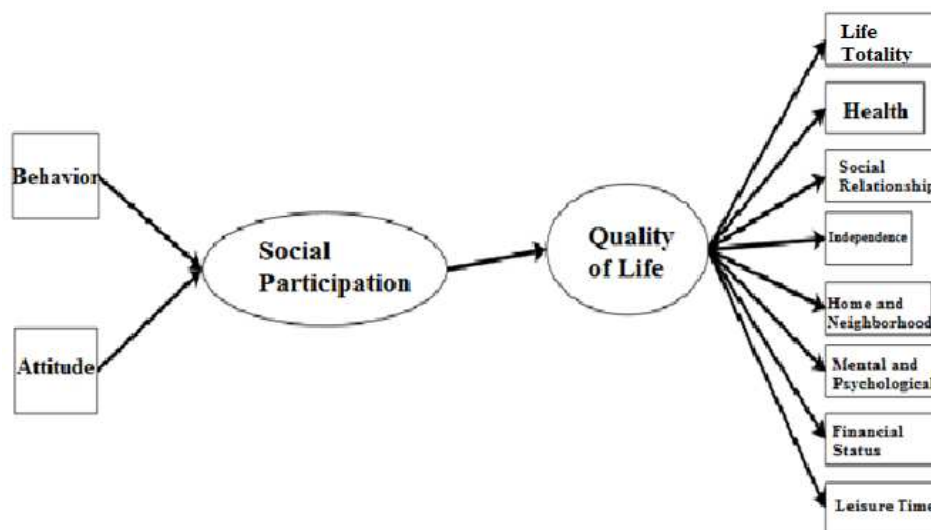 Behavior
Attitude
Social
Participation
Quality
of Life
Life
Totality
Health
Social
Relationship
Independence
Home and
Neighborhood
Mental and
Psychological
Financial
Status
Leisure Time